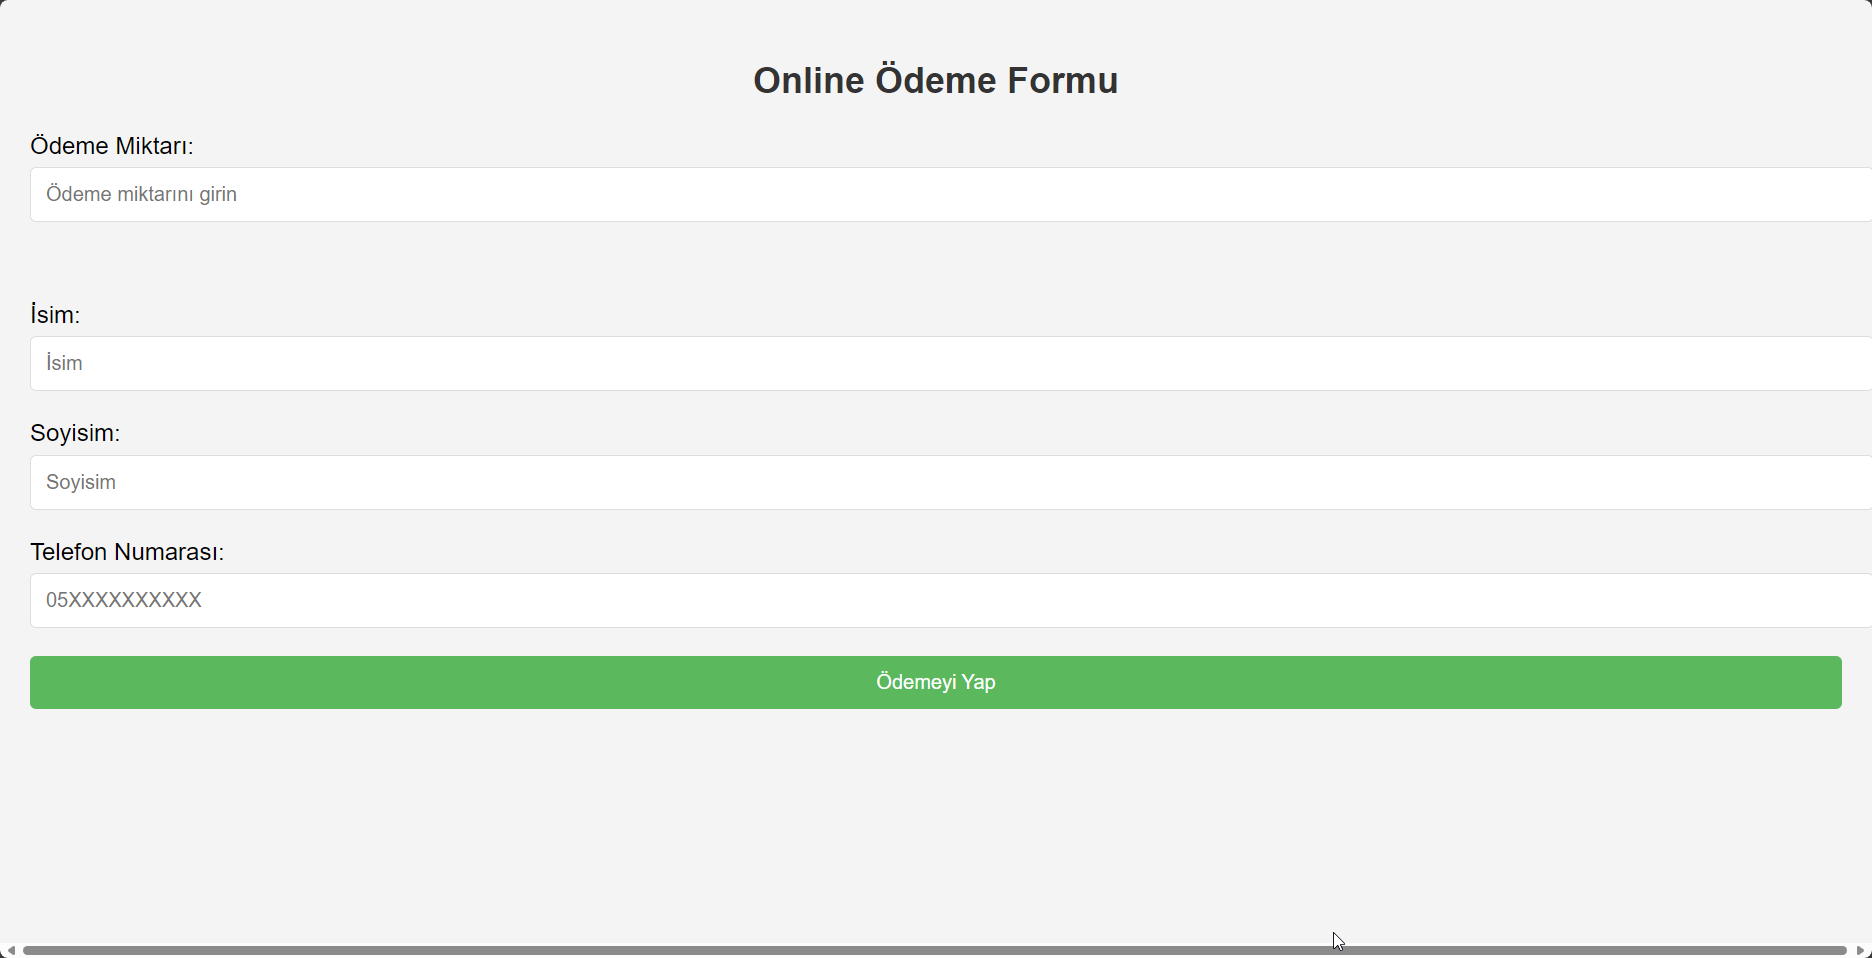 Online Ödeme Formu
Ödeme Miktarı:
Ödeme miktarını girin
İsim:
İsim
Soyisim:
Soyisim
Telefon Numarası:
05XXXXXXXXXX
Ödemeyi Yap